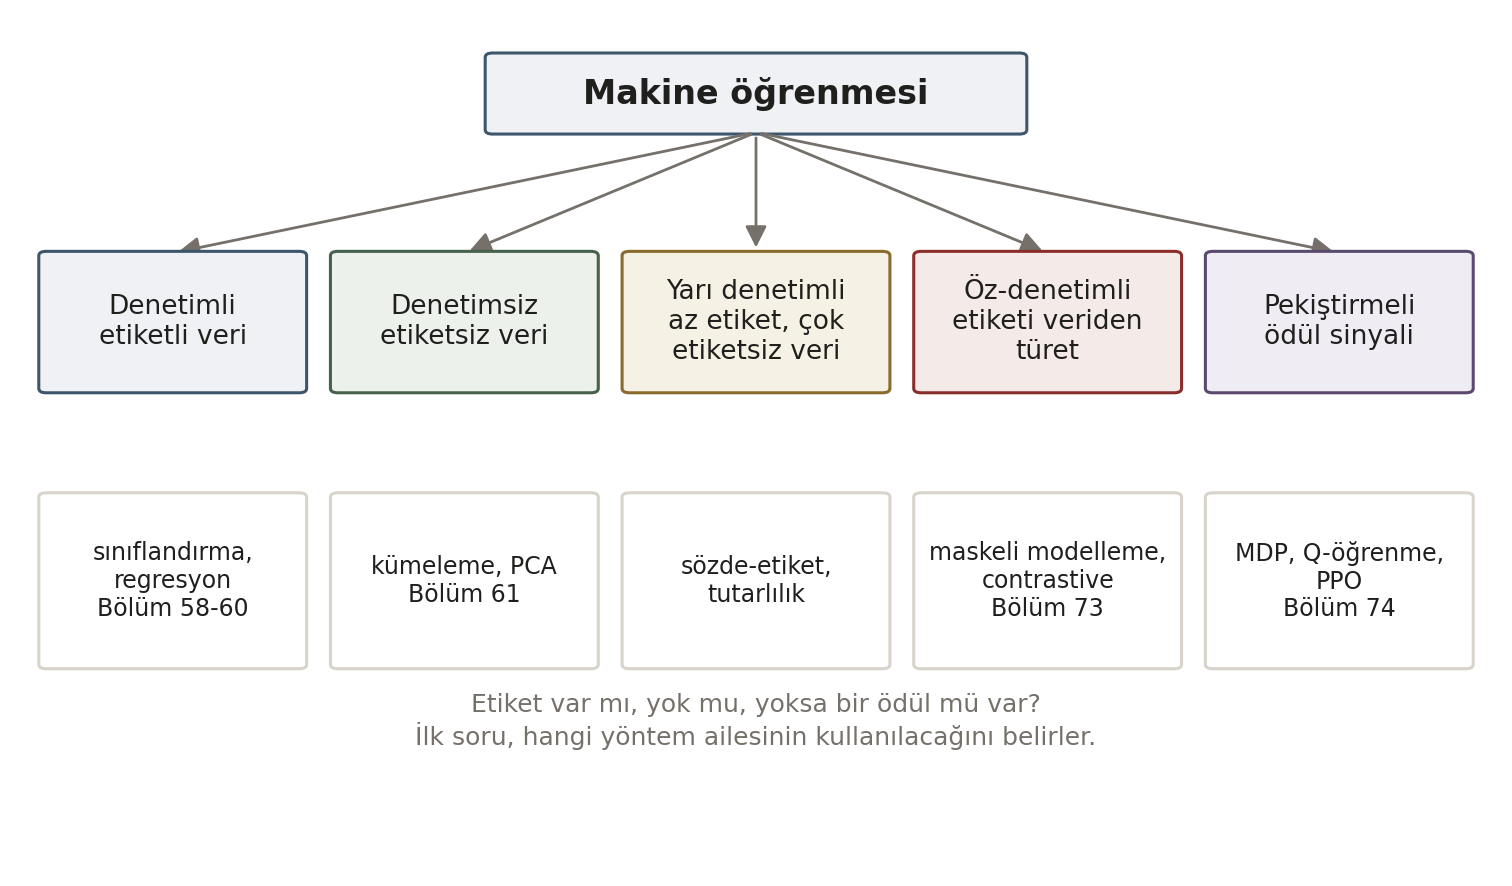 Makine öğrenmesi
Denetimli
etiketli veri
Denetimsiz
etiketsiz veri
Yarı denetimli
az etiket, çok
etiketsiz veri
Öz-denetimli
etiketi veriden
türet
Pekiştirmeli
ödül sinyali
sınıflandırma,
regresyon
Bölüm 58-60
kümeleme, PCA
Bölüm 61
sözde-etiket,
tutarlılık
maskeli modelleme,
contrastive
Bölüm 73
MDP, Q-öğrenme,
PPO
Bölüm 74
Etiket var mı, yok mu, yoksa bir ödül mü var?
İlk soru, hangi yöntem ailesinin kullanılacağını belirler.